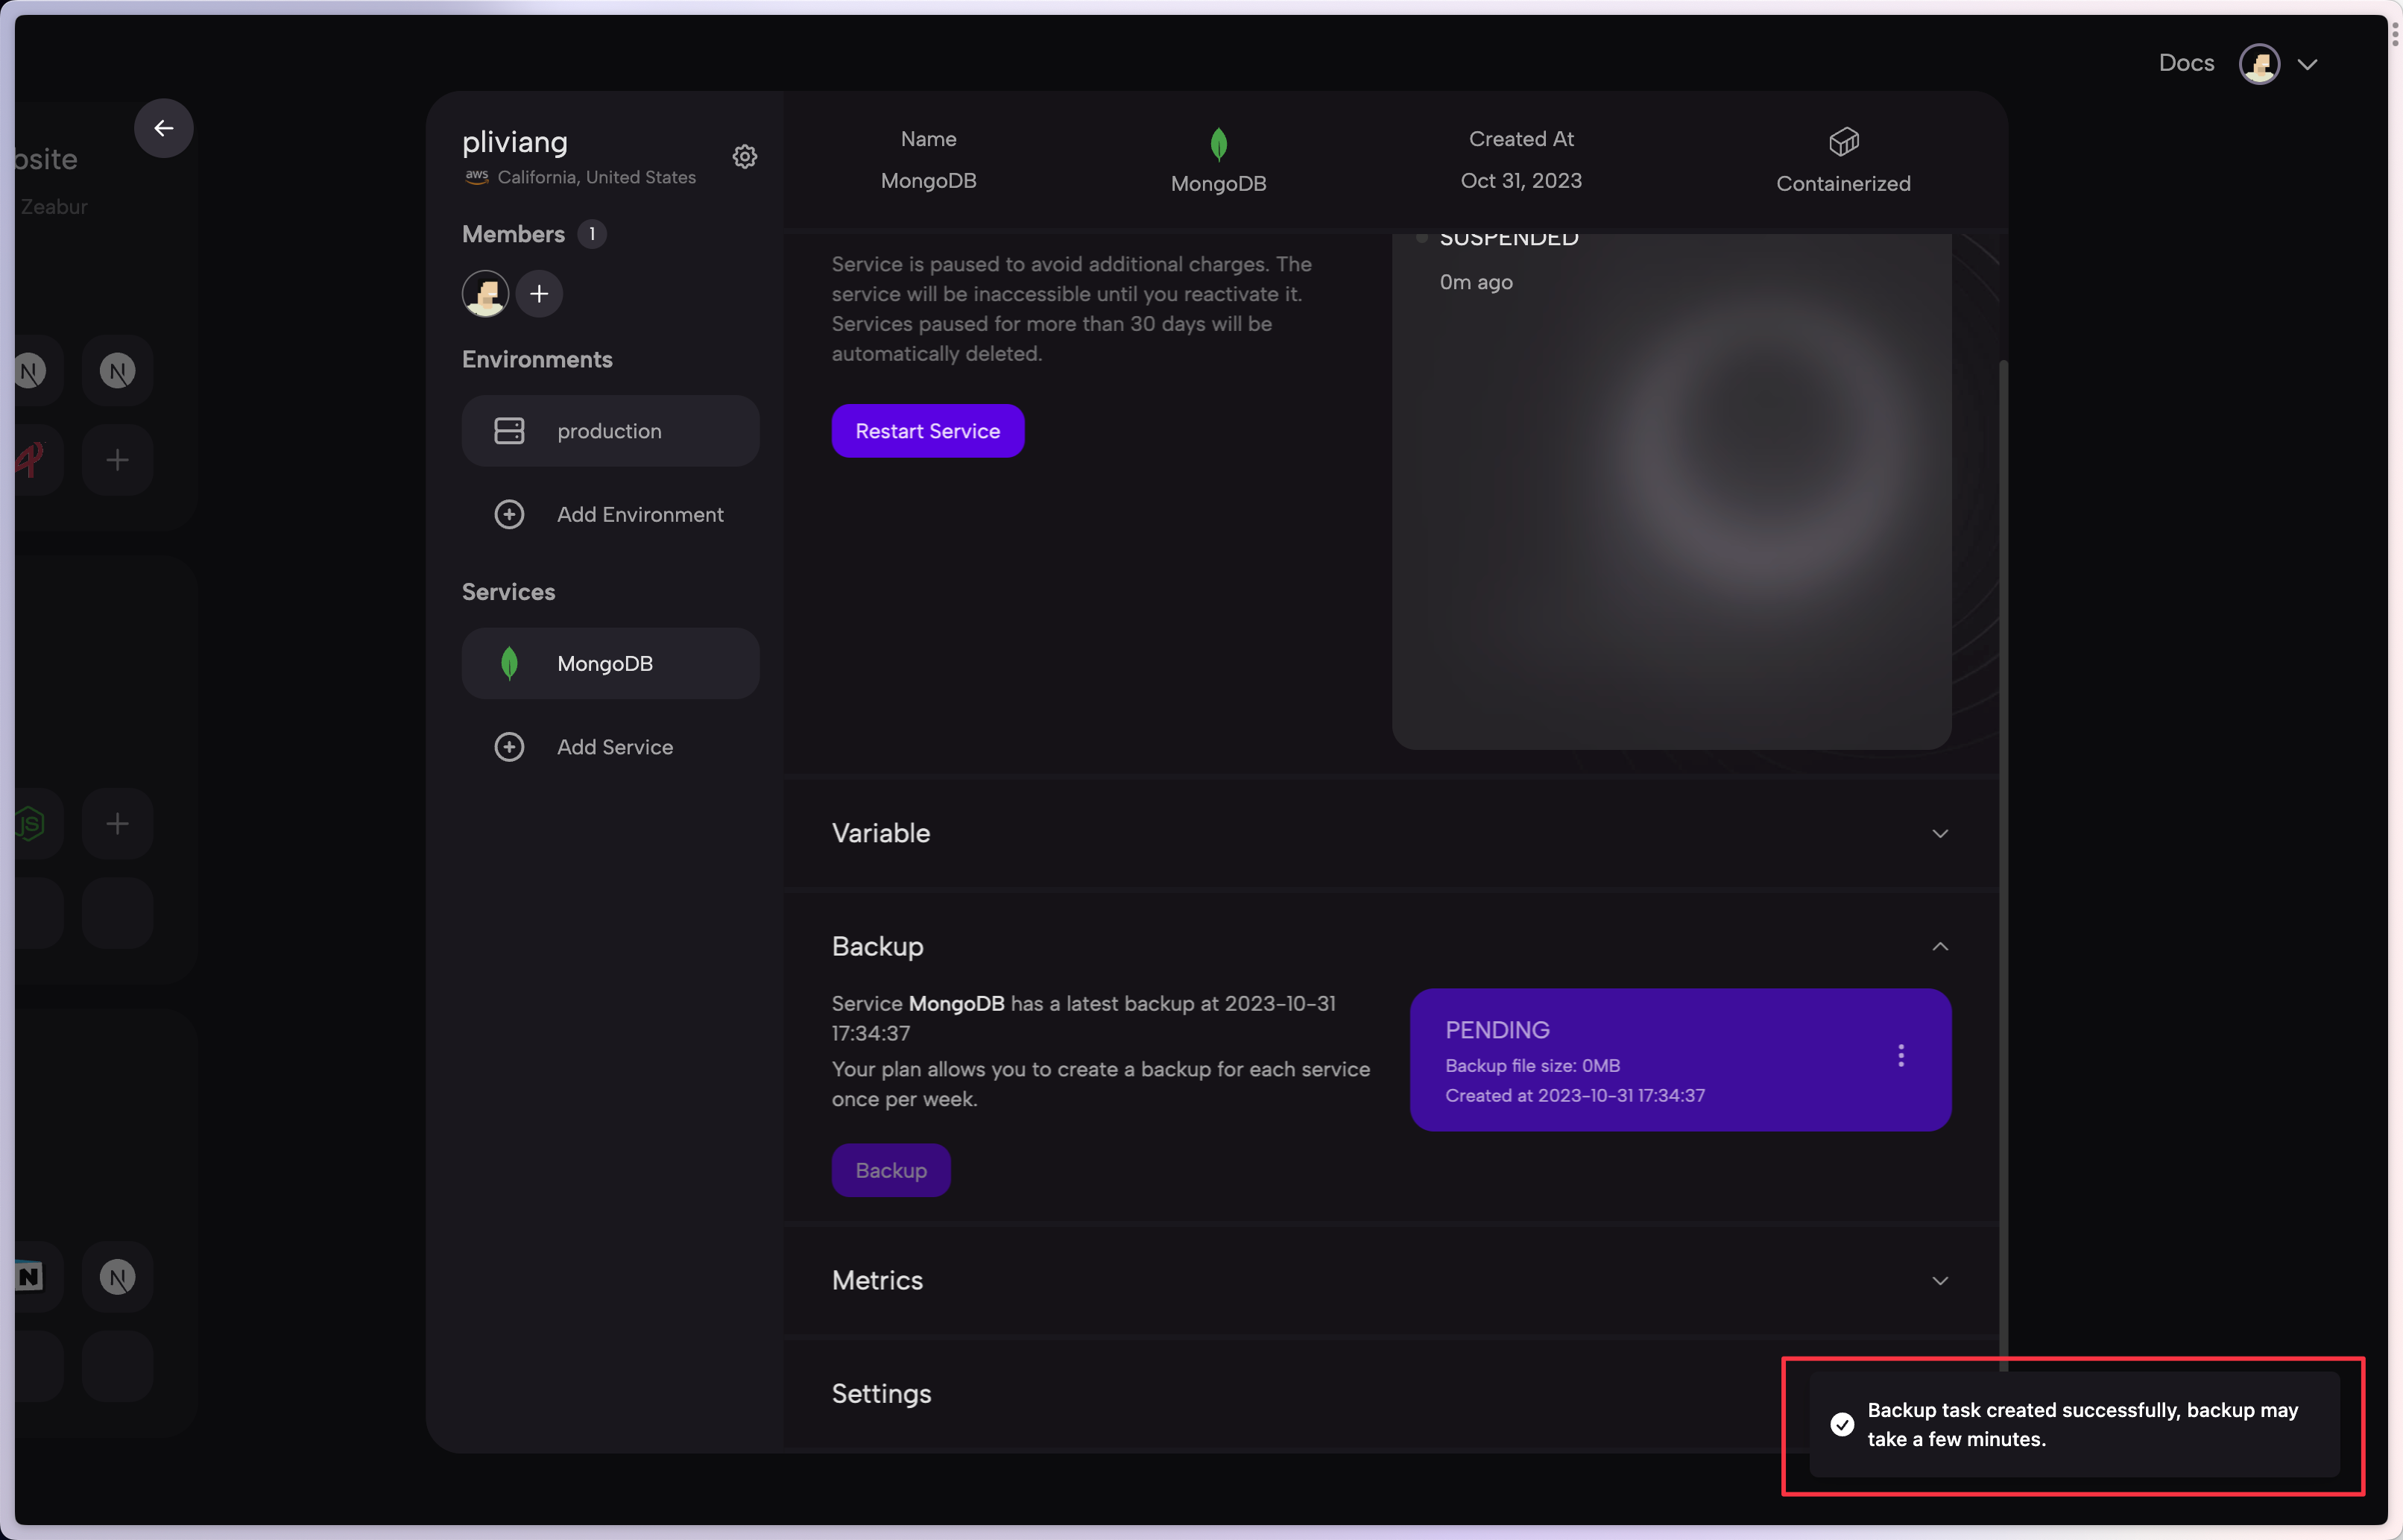 Docs
bsite
Zeabur
pliviang
aws California, United States
Members 1
Environments
production
Add Environment
Services
MongoDB
Add Service
Name
MongoDB
MongoDB
Created At
Oct 31, 2023
Containerized
Service is paused to avoid additional charges. The
service will be inaccessible until you reactivate it.
Services paused for more than 30 days will be
automatically deleted.
Restart Service
SUSPENDED
0m ago
Variable
Backup
Service MongoDB has a latest backup at 2023-10-31
17:34:37
Your plan allows you to create a backup for each service
once per week.
Backup
PENDING
Backup file size: 0MB
Created at 2023-10-31 17:34:37
Metrics
Settings
Backup task created successfully, backup may
take a few minutes.